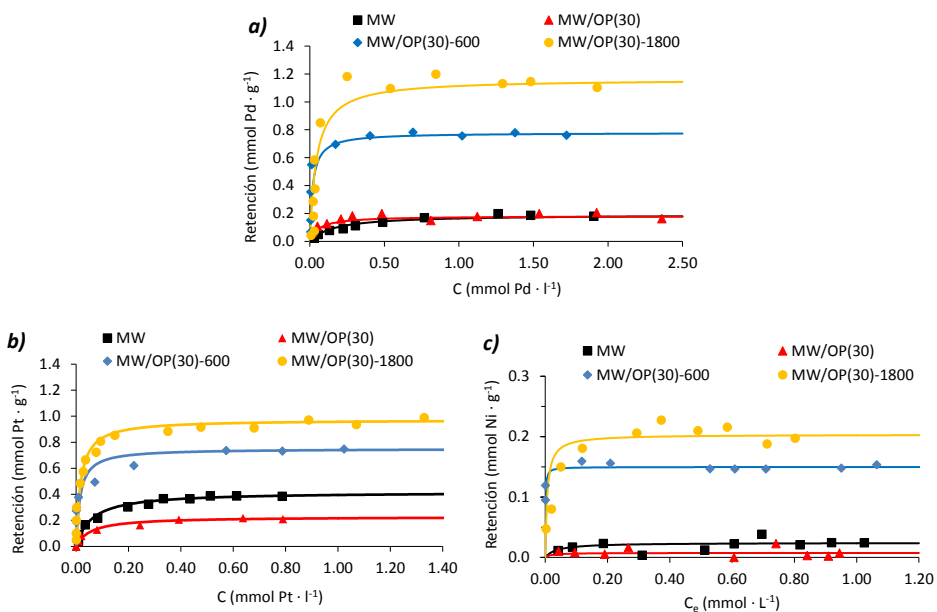 a)
MW
MW/OP(30)
MW/OP(30)-600
MW/OP(30)-1800
Retención (mmol Pd · g⁻¹)
1.4
1.2
1.0
0.8
0.6
0.4
0.2
0.0
0.00 0.50 1.00 1.50 2.00 2.50
C (mmol Pd · l⁻¹)
b)
MW
MW/OP(30)
MW/OP(30)-600
MW/OP(30)-1800
Retención (mmol Pt · g⁻¹)
1.4
1.2
1.0
0.8
0.6
0.4
0.2
0.0
0.00 0.20 0.40 0.60 0.80 1.00 1.20 1.40
C (mmol Pt · l⁻¹)
c)
MW
MW/OP(30)
MW/OP(30)-600
MW/OP(30)-1800
Retención (mmol Ni · g⁻¹)
0.3
0.2
0.1
0.0
0.00 0.20 0.40 0.60 0.80 1.00 1.20
Cₑ (mmol · L⁻¹)